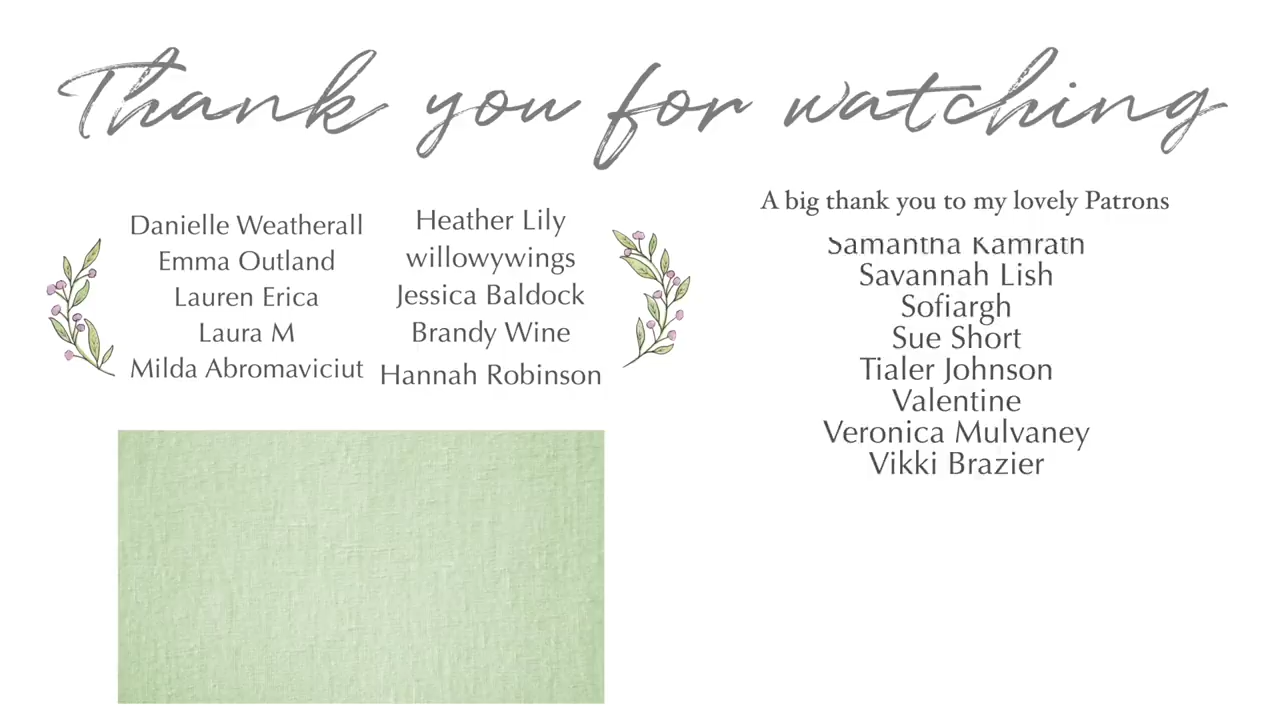 Thank you for watching
Danielle Weatherall
Emma Outland
Lauren Erica
Laura M
Milda Abromaviciut
Heather Lily
willowywings
Jessica Baldock
Brandy Wine
Hannah Robinson
A big thank you to my lovely Patrons
Samantha Kamrath
Savannah Lish
Sofiargh
Sue Short
Tialer Johnson
Valentine
Veronica Mulvaney
Vikki Brazier